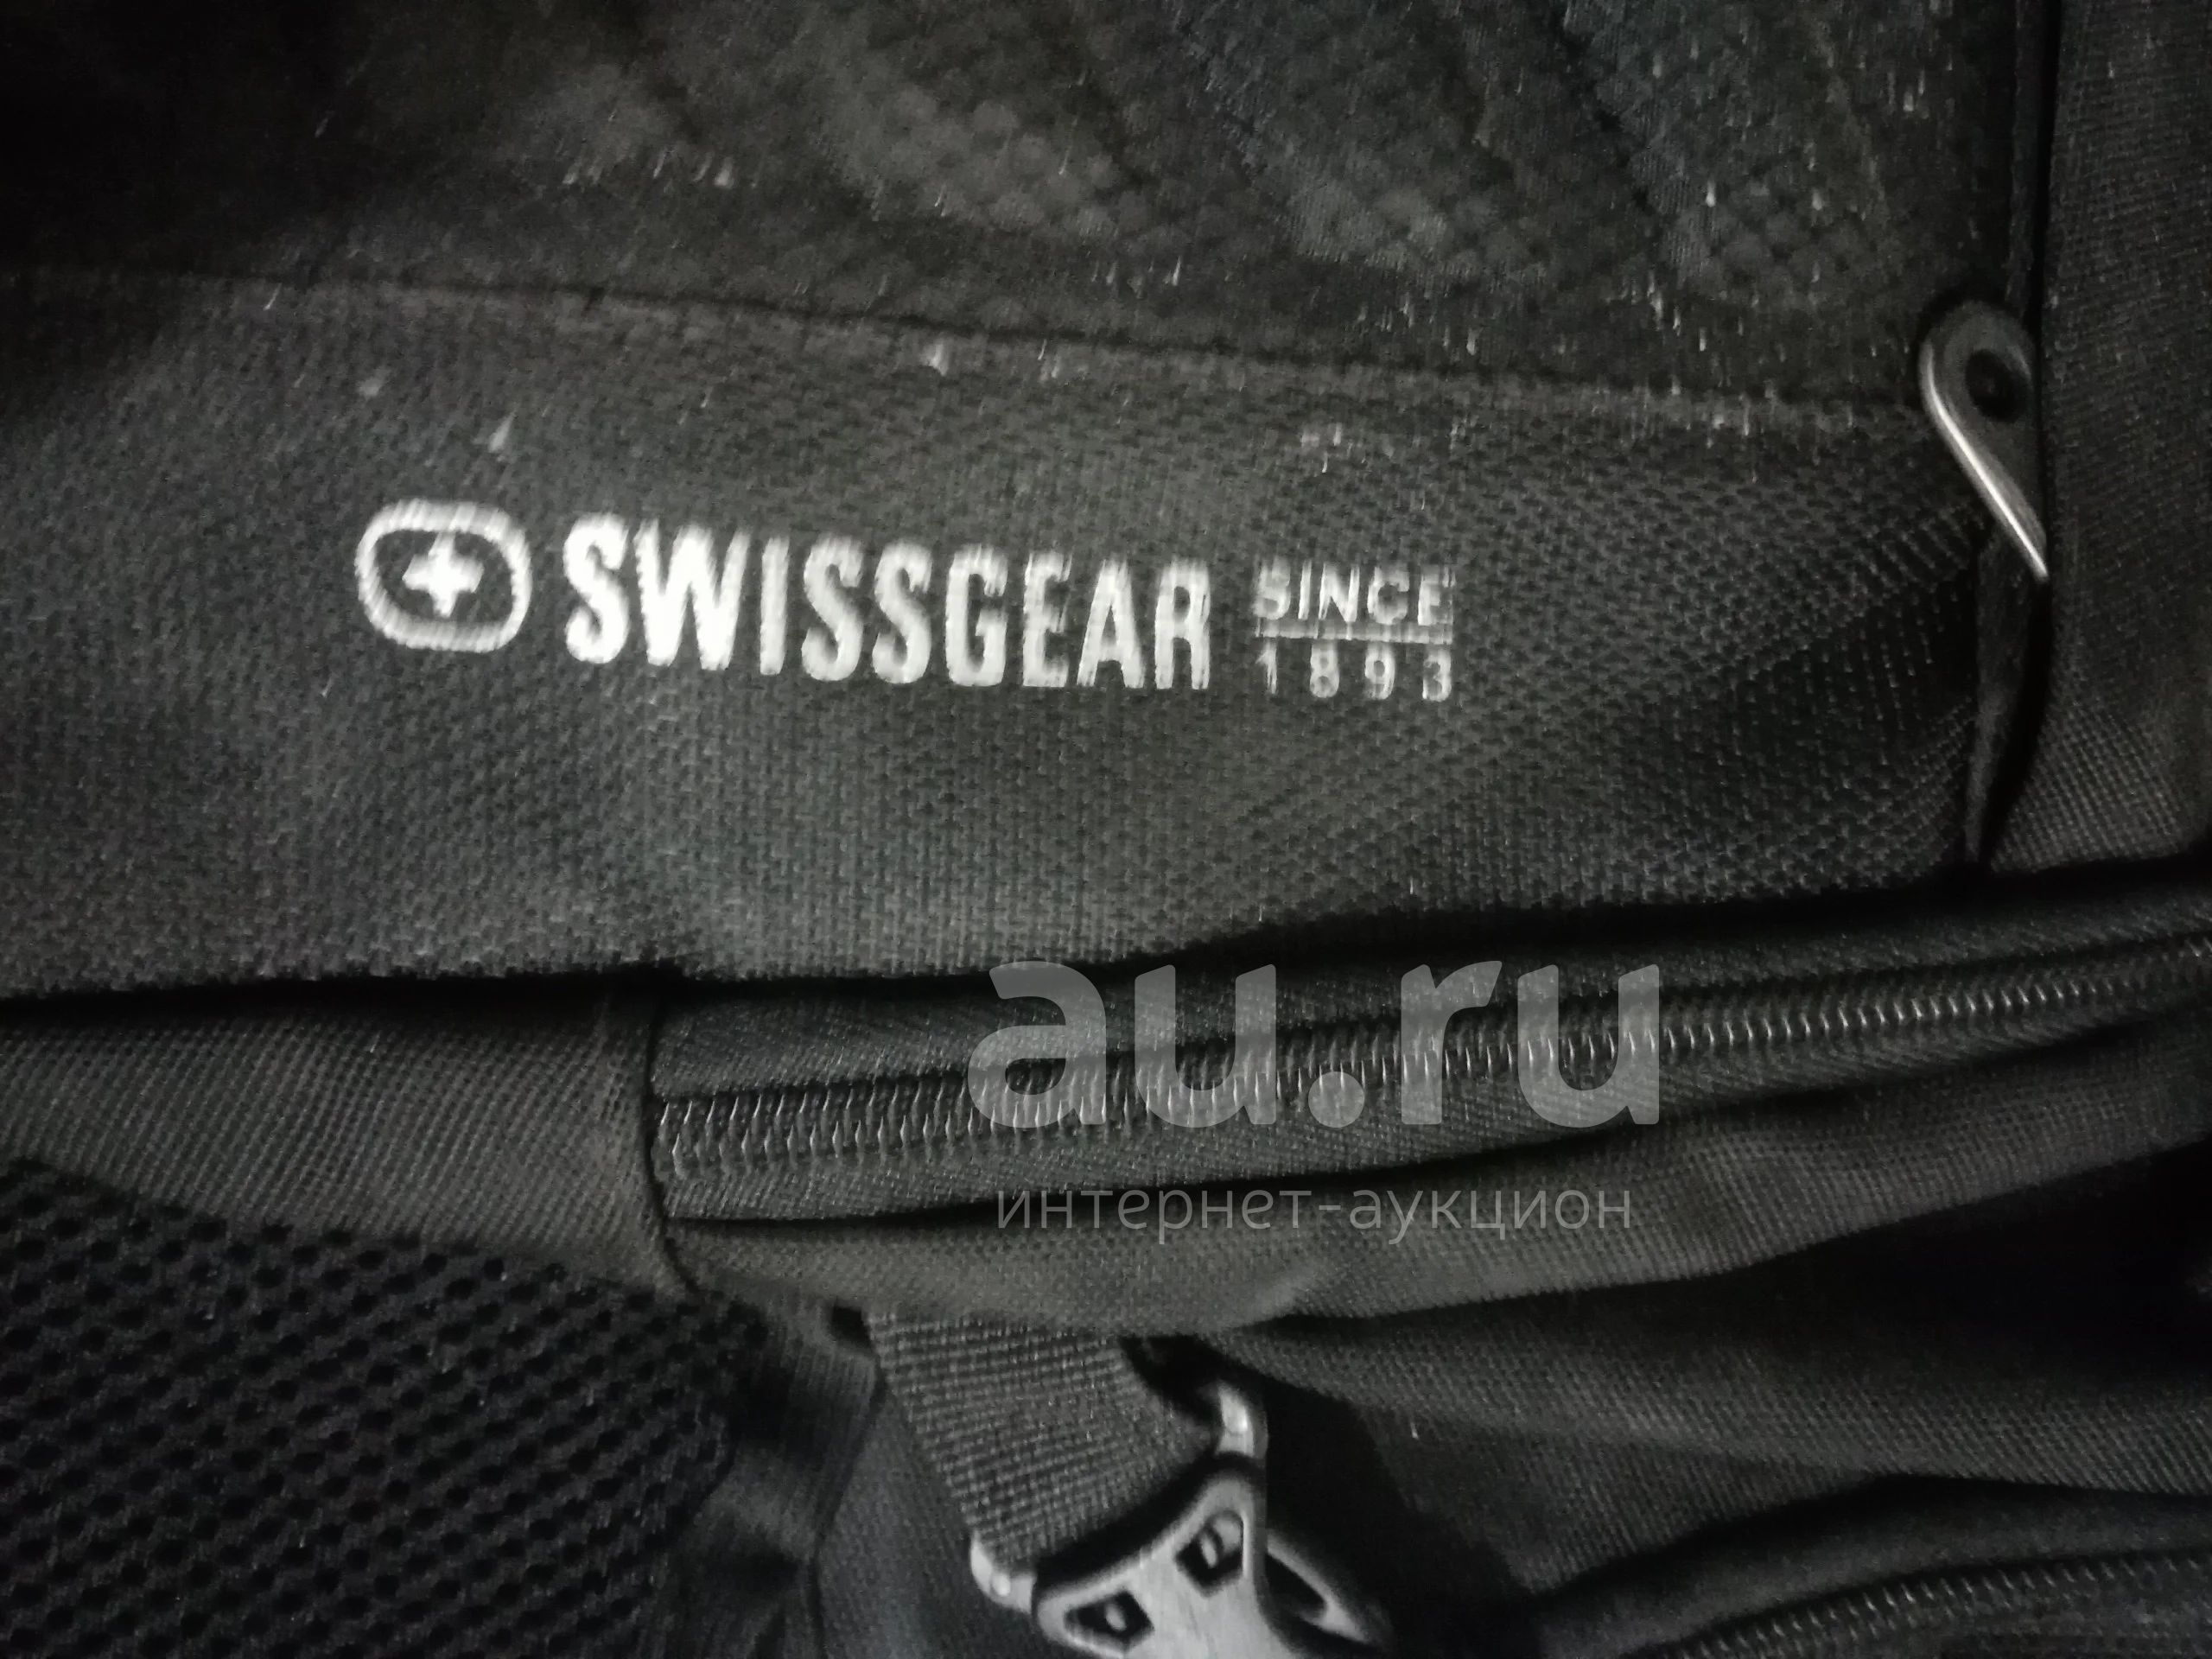 SWISSGEAR SINCE
1893
au.ru
интернет-аукцион